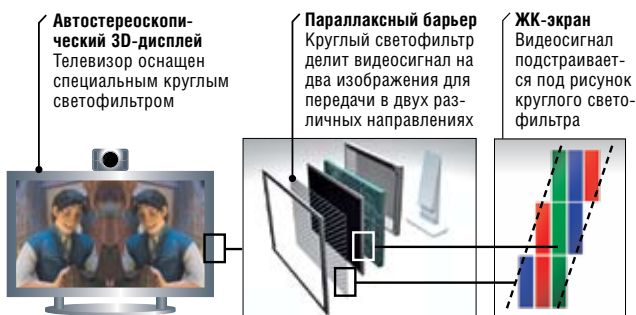 Автостереоскопи-
ческий 3D-дисплей
Телевизор оснащен
специальным круглым
светофильтром
Параллаксный барьер
Круглый светофильтр
делит видеосигнал на
два изображения для
передачи в двух раз-
личных направлениях
ЖК-экран
Видеосигнал
подстраивает-
ся под рисунок
круглого свето-
фильтра